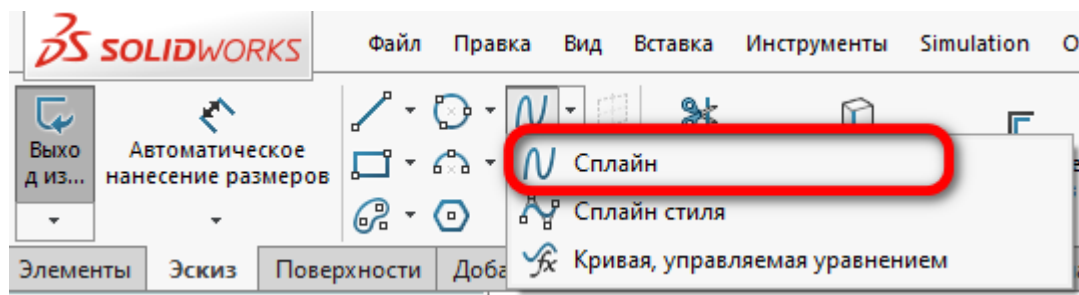 SOLIDWORKS Файл Правка Вид Вставка Инструменты Simulation О
Выхо
д из...
Автоматическое
нанесение размеров
Сплайн
Сплайн стиля
Кривая, управляемая уравнением
Элементы Эскиз Поверхности Доба